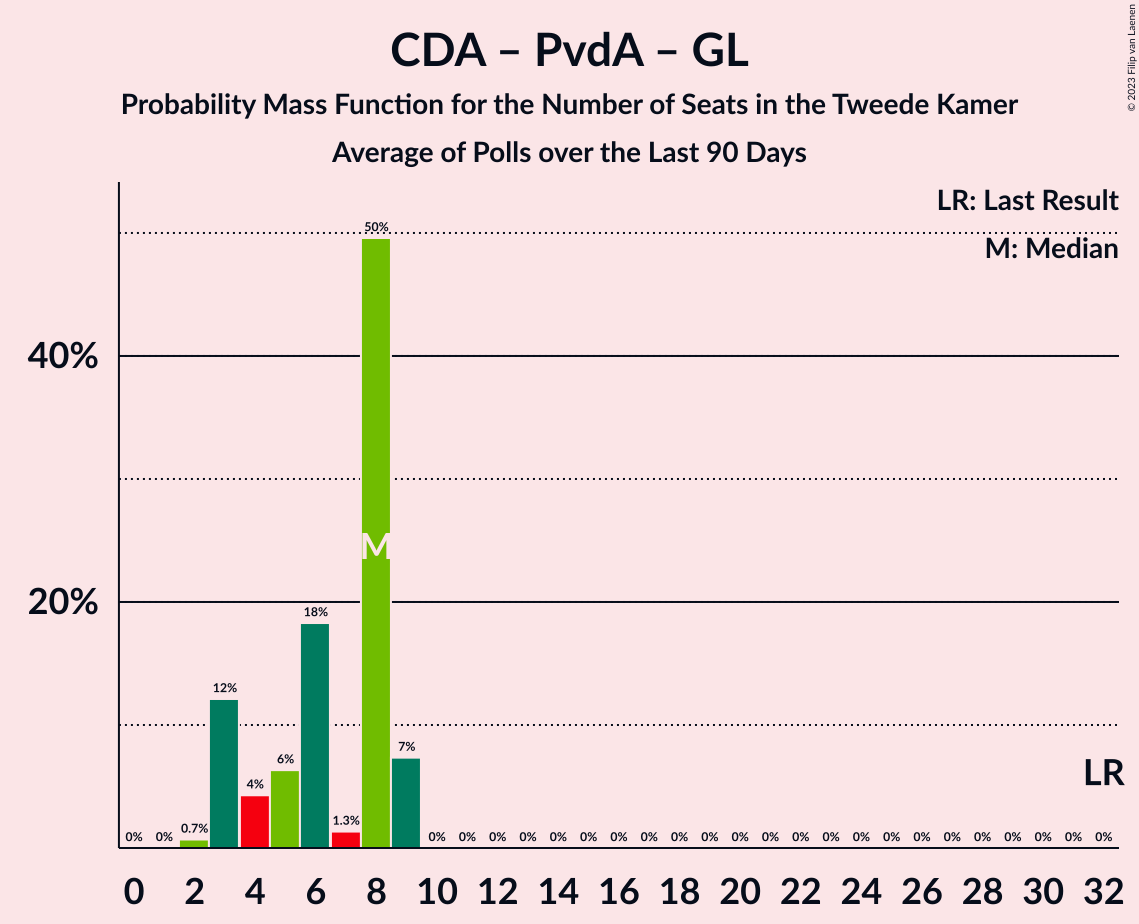 CDA – PvdA – GL
Probability Mass Function for the Number of Seats in the Tweede Kamer
Average of Polls over the Last 90 Days
© 2023 Filip van Laenen
LR: Last Result
M: Median
50%
40%
M
20%
18%
12%
7%
6%
4%
1.3%
0.7%
LR
0% 0% 0% 0% 0% 0% 0% 0% 0% 0% 0% 0% 0% 0% 0% 0% 0% 0% 0% 0% 0% 0% 0% 0% 0%
0 2 4 6 8 10 12 14 16 18 20 22 24 26 28 30 32